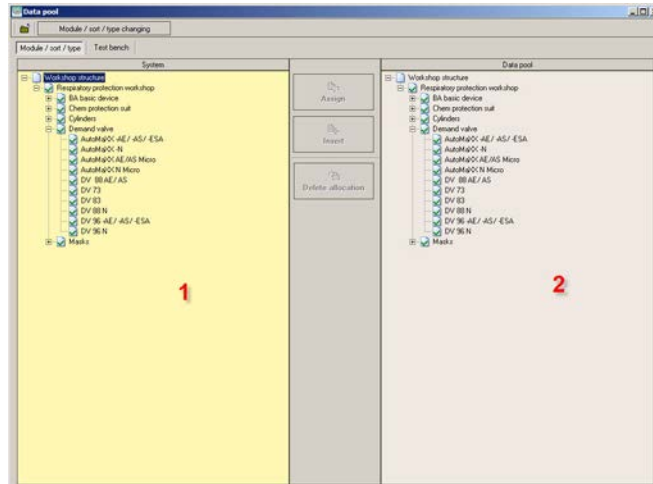 Data pool
Module / sort / type changing
Module / sort / type
Test bench
System
Workshop structure
Respiratory protection workshop
BA basic device
Chem protection suit
Cylinders
Demand valve
AutoMaXX -AE/ -AS/ -ESA
AutoMaXX -N
AutoMaXX AE/AS Micro
AutoMaXX N Micro
DV 88 AE/ AS
DV 73
DV 83
DV 88 N
DV 96 -AE/ -AS/ -ESA
DV 96 N
Masks
1
Assign
Insert
Delete allocation
Data pool
Workshop structure
Respiratory protection workshop
BA basic device
Chem protection suit
Cylinders
Demand valve
AutoMaXX -AE/ -AS/ -ESA
AutoMaXX -N
AutoMaXX AE/AS Micro
AutoMaXX N Micro
DV 88 AE/ AS
DV 73
DV 83
DV 88 N
DV 96 -AE/ -AS/ -ESA
DV 96 N
Masks
2